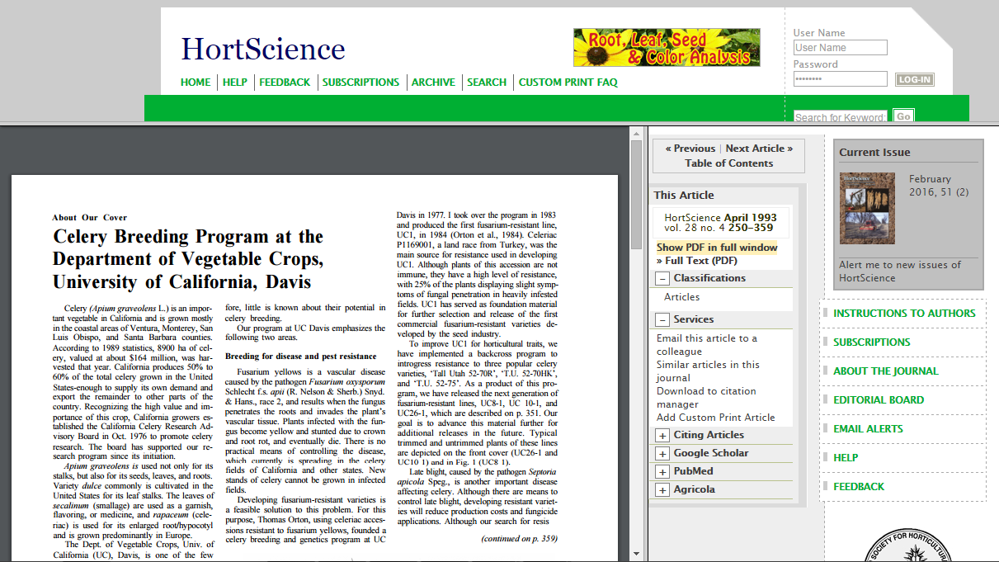 HortScience
Root, Leaf, Seed
& Color Analysis
User Name
User Name
Password
••••••••
LOG-IN
HOME
HELP
FEEDBACK
SUBSCRIPTIONS
ARCHIVE
SEARCH
CUSTOM PRINT FAQ
Search for Keyword:
Go
About Our Cover
Celery Breeding Program at the
Department of Vegetable Crops,
University of California, Davis
Celery (Apium graveolens L.) is an impor-
tant vegetable in California and is grown mostly
in the coastal areas of Ventura, Monterey, San
Luis Obispo, and Santa Barbara counties.
According to 1989 statistics, 8900 ha of cel-
ery, valued at about $164 million, was har-
vested that year. California produces 50% to
60% of the total celery grown in the United
States-enough to supply its own demand and
export the remainder to other parts of the
country. Recognizing the high value and im-
portance of this crop, California growers es-
tablished the California Celery Research Ad-
visory Board in Oct. 1976 to promote celery
research. The board has supported our re-
search program since its initiation.
Apium graveolens is used not only for its
stalks, but also for its seeds, leaves, and roots.
Variety dulce commonly is cultivated in the
United States for its leaf stalks. The leaves of
secalinum (smallage) are used as a garnish,
flavoring, or medicine, and rapaceum (cele-
riac) is used for its enlarged root/hypocotyl
and is grown predominantly in Europe.
The Dept. of Vegetable Crops, Univ. of
California (UC), Davis, is one of the few
fore, little is known about their potential in
celery breeding.
Our program at UC Davis emphasizes the
following two areas.
Breeding for disease and pest resistance
Fusarium yellows is a vascular disease
caused by the pathogen Fusarium oxysporum
Schlecht f.s. apii (R. Nelson & Sherb.) Snyd.
& Hans., race 2, and results when the fungus
penetrates the roots and invades the plant's
vascular tissue. Plants infected with the fun-
gus become yellow and stunted due to crown
and root rot, and eventually die. There is no
practical means of controlling the disease,
which currently is spreading in the celery
fields of California and other states. New
stands of celery cannot be grown in infected
fields.
Developing fusarium-resistant varieties is
a feasible solution to this problem. For this
purpose, Thomas Orton, using celeriac acces-
sions resistant to fusarium yellows, founded a
celery breeding and genetics program at UC
Davis in 1977. I took over the program in 1983
and produced the first fusarium-resistant line,
UC1, in 1984 (Orton et al., 1984). Celeriac
P1169001, a land race from Turkey, was the
main source for resistance used in developing
UC1. Although plants of this accession are not
immune, they have a high level of resistance,
with 25% of the plants displaying slight symp-
toms of fungal penetration in heavily infested
fields. UC1 has served as foundation material
for further selection and release of the first
commercial fusarium-resistant varieties de-
veloped by the seed industry.
To improve UC1 for horticultural traits, we
have implemented a backcross program to
introgress resistance to three popular celery
varieties, 'Tall Utah 52-70R', 'T.U. 52-70HK',
and 'T.U. 52-75'. As a product of this pro-
gram, we have released the next generation of
fusarium-resistant lines, UC8-1, UC 10-1, and
UC26-1, which are described on p. 351. Our
goal is to advance this material further for
additional releases in the future. Typical
trimmed and untrimmed plants of these lines
are depicted on the front cover (UC26-1 and
UC10 1) and in Fig. 1 (UC8 1).
Late blight, caused by the pathogen Septoria
apicola Speg., is another important disease
affecting celery. Although there are means to
control late blight, developing resistant variet-
ies will reduce production costs and fungicide
applications. Although our search for resis
(continued on p. 359)
« Previous | Next Article »
Table of Contents
This Article
HortScience April 1993
vol. 28 no. 4 250–359
Show PDF in full window
» Full Text (PDF)
− Classifications
Articles
− Services
Email this article to a
colleague
Similar articles in this
journal
Download to citation
manager
Add Custom Print Article
+ Citing Articles
+ Google Scholar
+ PubMed
+ Agricola
Current Issue
HortScience
February
2016, 51 (2)
Alert me to new issues of
HortScience
INSTRUCTIONS TO AUTHORS
SUBSCRIPTIONS
ABOUT THE JOURNAL
EDITORIAL BOARD
EMAIL ALERTS
HELP
FEEDBACK
SOCIETY FOR HORTICULTURAL